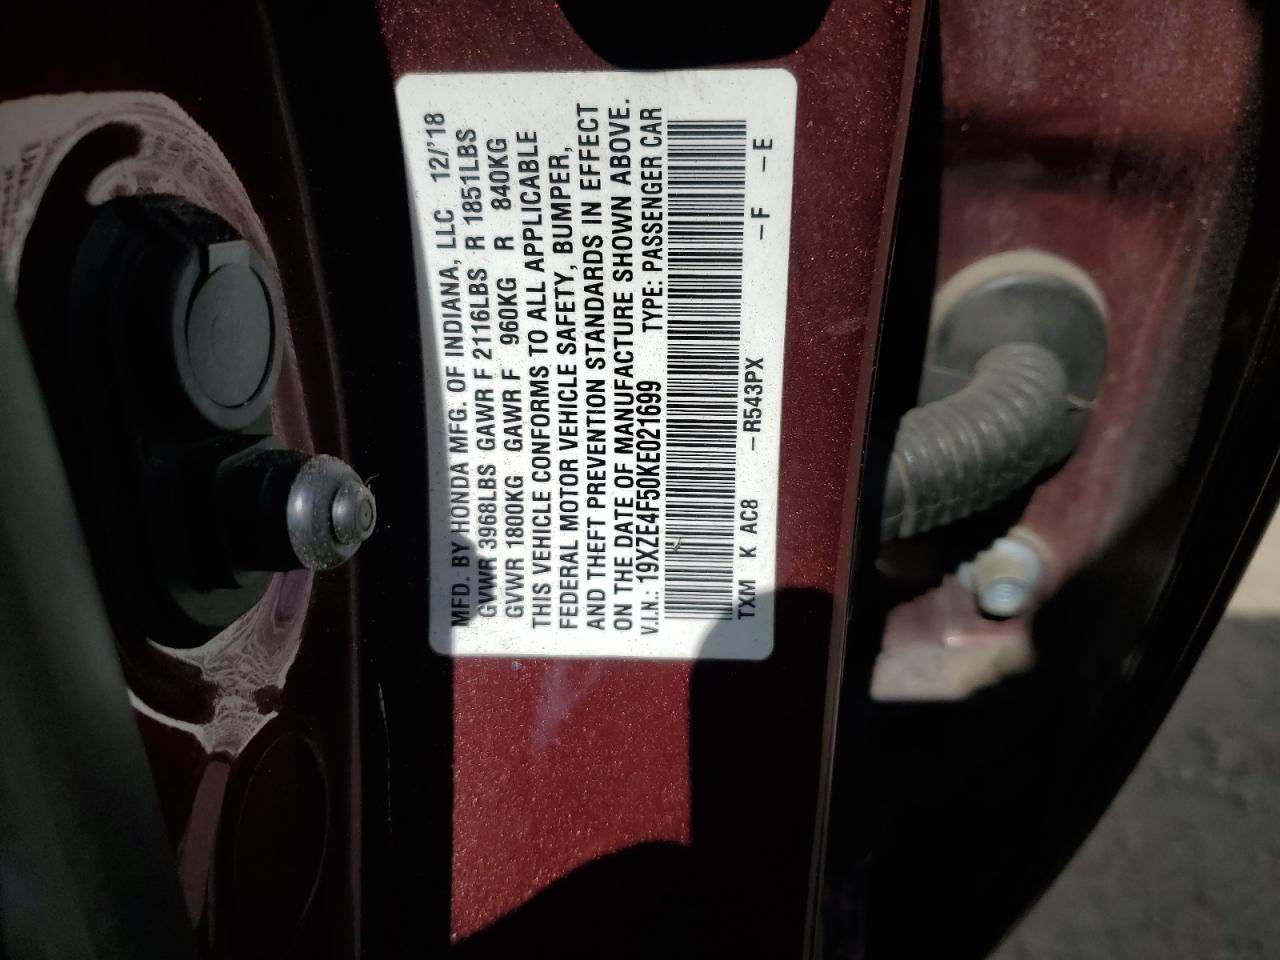 MFD. BY HONDA MFG. OF INDIANA, LLC 12/'18
GVWR 3968LBS GAWR F 2116LBS R 1851LBS
GVWR 1800KG GAWR F 960KG R 840KG
THIS VEHICLE CONFORMS TO ALL APPLICABLE
FEDERAL MOTOR VEHICLE SAFETY, BUMPER,
AND THEFT PREVENTION STANDARDS IN EFFECT
ON THE DATE OF MANUFACTURE SHOWN ABOVE.
V.I.N.: 19XZE4F50KE021699 TYPE: PASSENGER CAR
TXM K AC8 –R543PX –F –E